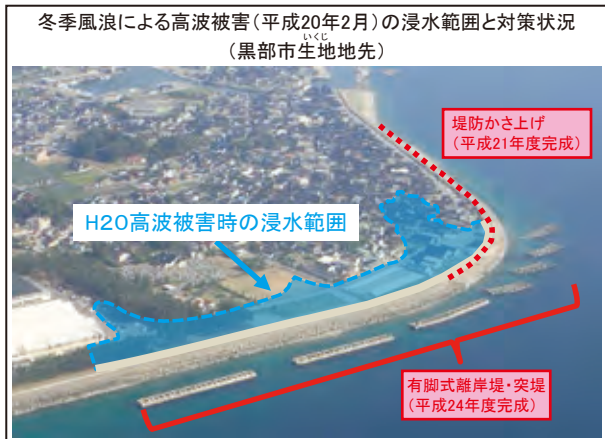 冬季風浪による高波被害(平成20年2月)の浸水範囲と対策状況
(黒部市生地地先)
いくじ
堤防かさ上げ
(平成21年度完成)
H20高波被害時の浸水範囲
有脚式離岸堤・突堤
(平成24年度完成)